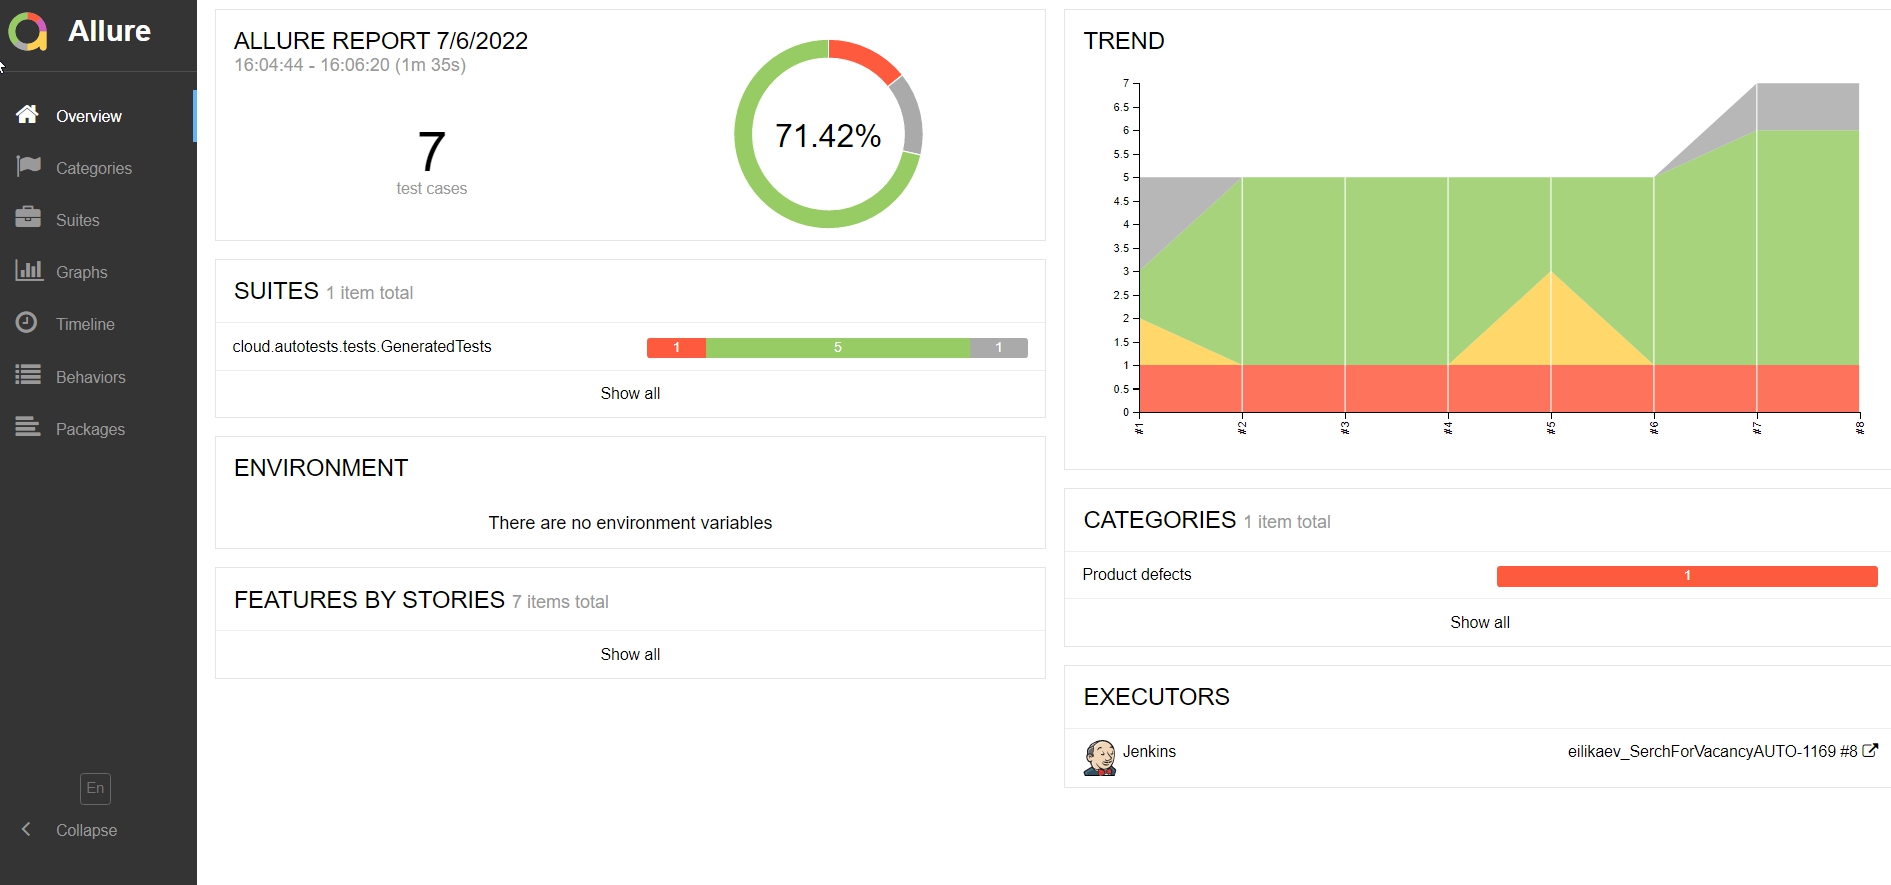 Allure
Overview
Categories
Suites
Graphs
Timeline
Behaviors
Packages
En
Collapse
ALLURE REPORT 7/6/2022
16:04:44 - 16:06:20 (1m 35s)
7
test cases
71.42%
SUITES 1 item total
cloud.autotests.tests.GeneratedTests 1 5 1
Show all
ENVIRONMENT
There are no environment variables
FEATURES BY STORIES 7 items total
Show all
TREND
7
6.5
6
5.5
5
4.5
4
3.5
3
2.5
2
1.5
1
0.5
0
#1 #2 #3 #4 #5 #6 #7 #8
CATEGORIES 1 item total
Product defects 1
Show all
EXECUTORS
Jenkins eilikaev_SerchForVacancyAUTO-1169 #8